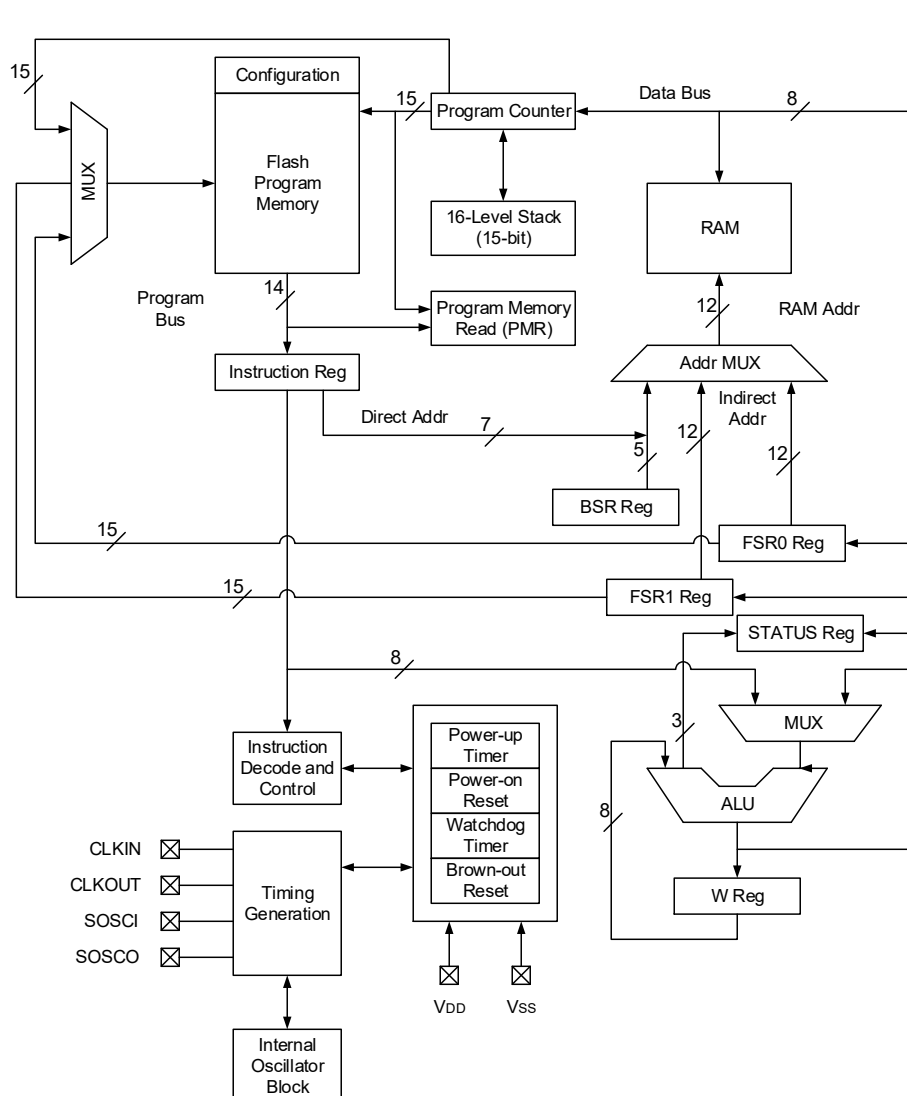 15
Configuration
15
Program Counter
Data Bus
8
MUX
Flash
Program
Memory
16-Level Stack
(15-bit)
RAM
Program
Bus
14
Program Memory
Read (PMR)
12
RAM Addr
Instruction Reg
Addr MUX
Direct Addr
7
Indirect
Addr
5
12
12
BSR Reg
15
FSR0 Reg
15
FSR1 Reg
STATUS Reg
8
3
MUX
Instruction
Decode and
Control
Power-up
Timer
Power-on
Reset
Watchdog
Timer
Brown-out
Reset
8
ALU
W Reg
CLKIN
CLKOUT
SOSCI
SOSCO
Timing
Generation
VDD
VSS
Internal
Oscillator
Block